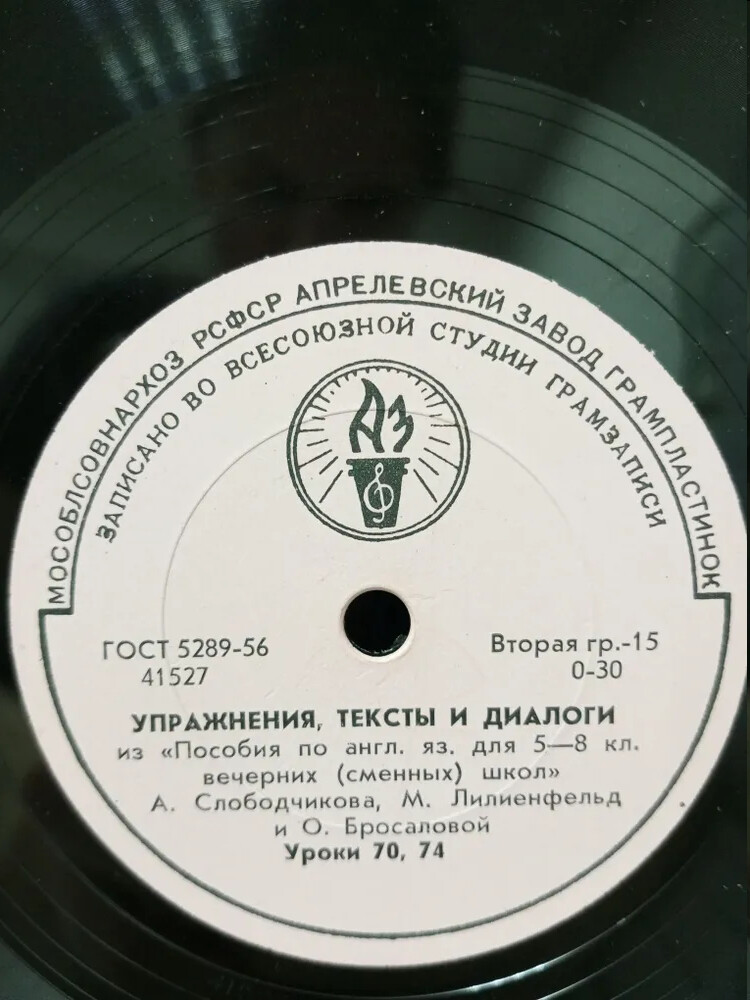 МОСОБЛСОВНАРХОЗ РСФСР АПРЕЛЕВСКИЙ ЗАВОД ГРАМПЛАСТИНОК
ЗАПИСАНО ВО ВСЕСОЮЗНОЙ СТУДИИ ГРАМЗАПИСИ
АЗ
ГОСТ 5289-56
41527
Вторая гр.-15
0-30
УПРАЖНЕНИЯ, ТЕКСТЫ И ДИАЛОГИ
из «Пособия по англ. яз. для 5—8 кл.
вечерних (сменных) школ»
А. Слободчикова, М. Лилиенфельд
и О. Бросаловой
Уроки 70, 74